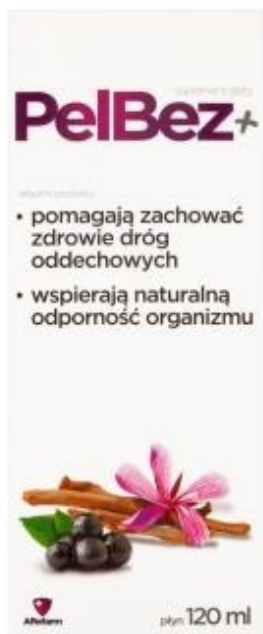 suplement diety
PelBez+
• pomagają zachować
zdrowie dróg
oddechowych
• wspierają naturalną
odporność organizmu
Aflofarm
płyn 120 ml